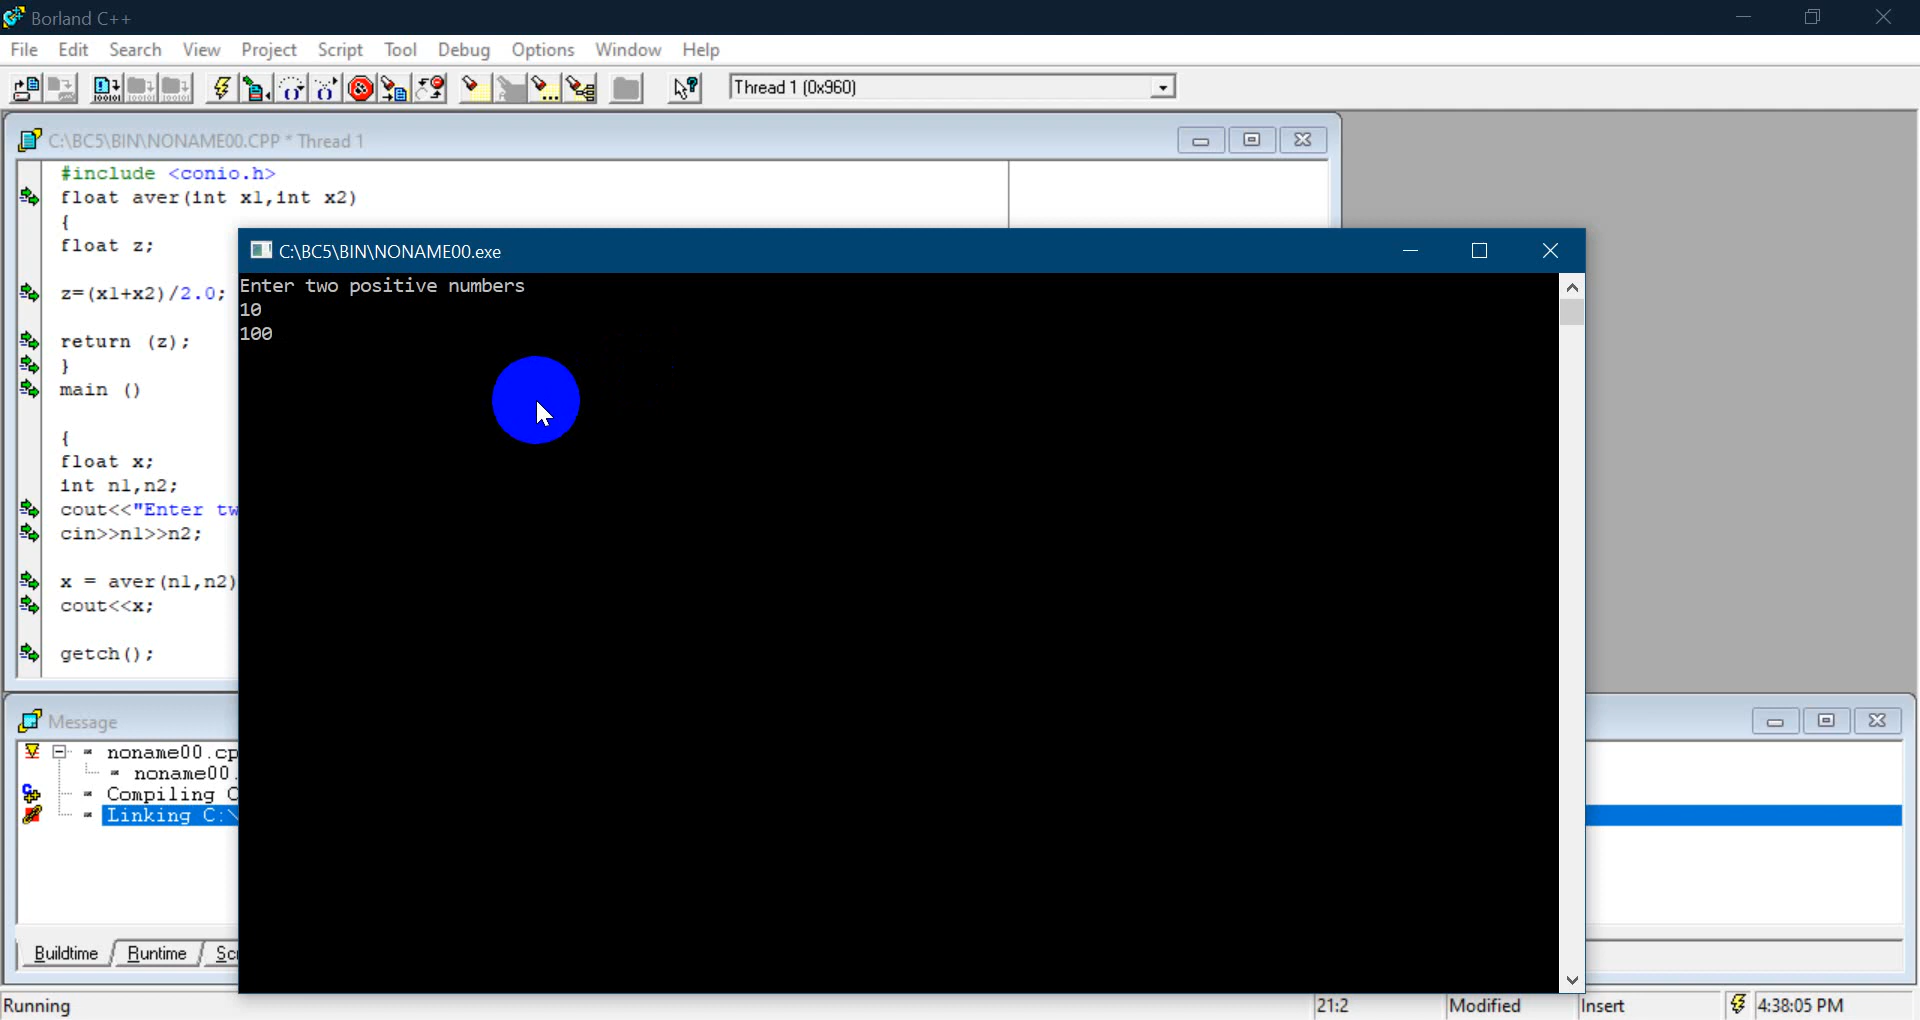 Borland C++
File Edit Search View Project Script Tool Debug Options Window Help
Thread 1 (0x960)
C:\BC5\BIN\NONAME00.CPP * Thread 1
#include <conio.h>
float aver(int x1,int x2)
{
float z;
z=(x1+x2)/2.0;
return (z);
}
main ()
{
float x;
int n1,n2;
cout<<"Enter tw
cin>>n1>>n2;
x = aver(n1,n2)
cout<<x;
getch();
C:\BC5\BIN\NONAME00.exe
Enter two positive numbers
10
100
Message
noname00.cp
noname00.
Compiling C
Linking C:\
Buildtime Runtime Sc
Running 21:2 Modified Insert 4:38:05 PM